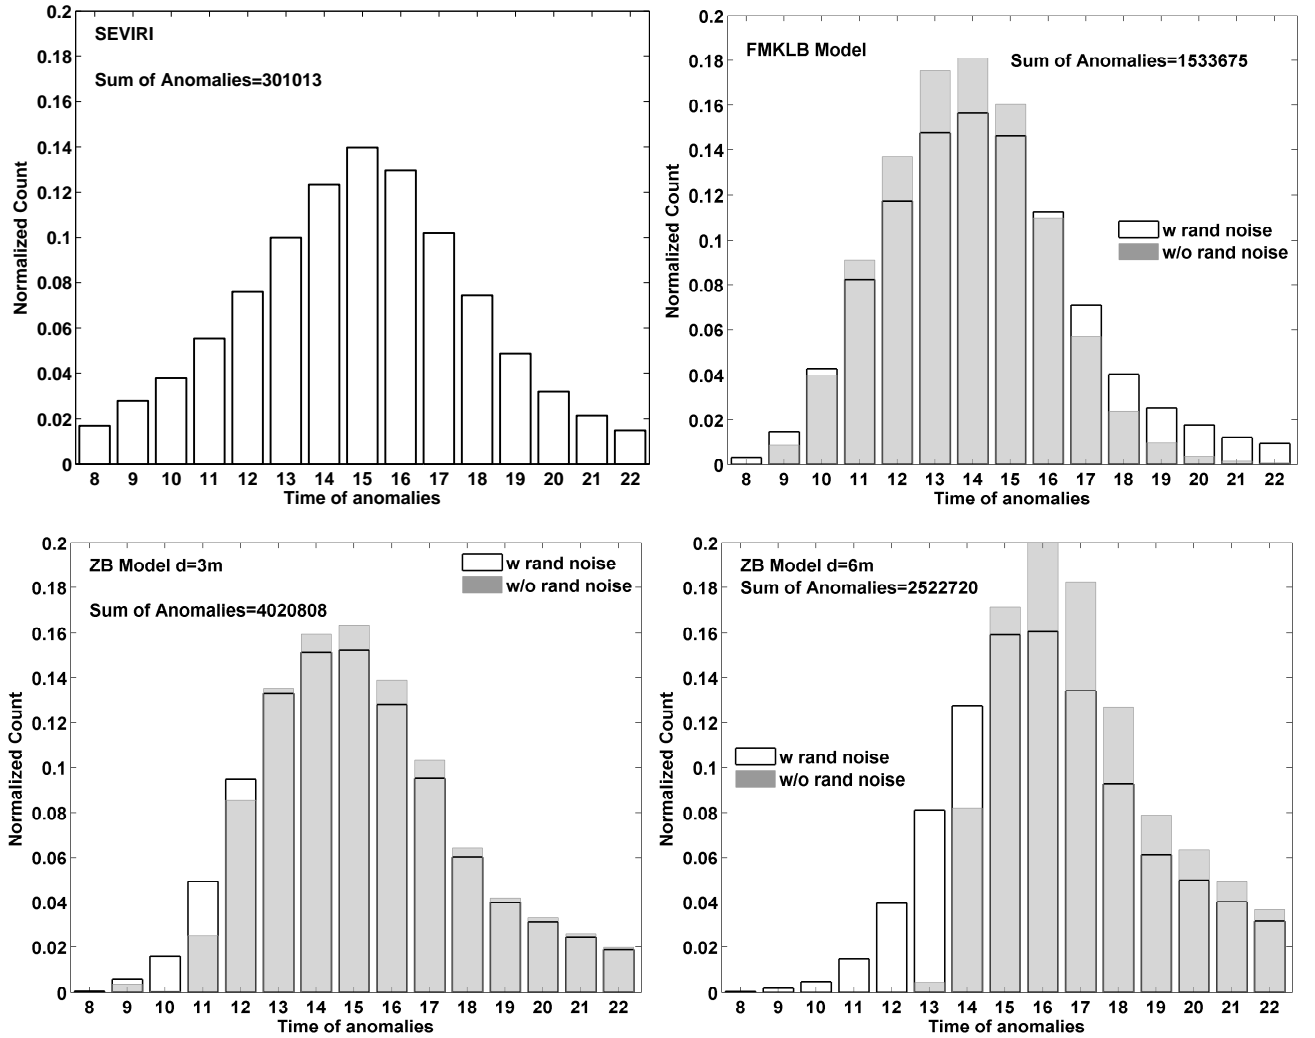 SEVIRI
Sum of Anomalies=301013
Normalized Count
0.2
0.18
0.16
0.14
0.12
0.1
0.08
0.06
0.04
0.02
0
8 9 10 11 12 13 14 15 16 17 18 19 20 21 22
Time of anomalies
FMKLB Model
Sum of Anomalies=1533675
w rand noise
w/o rand noise
Normalized Count
0.2
0.18
0.16
0.14
0.12
0.1
0.08
0.06
0.04
0.02
0
8 9 10 11 12 13 14 15 16 17 18 19 20 21 22
Time of anomalies
ZB Model d=3m
Sum of Anomalies=4020808
w rand noise
w/o rand noise
Normalized Count
0.2
0.18
0.16
0.14
0.12
0.1
0.08
0.06
0.04
0.02
0
8 9 10 11 12 13 14 15 16 17 18 19 20 21 22
Time of anomalies
ZB Model d=6m
Sum of Anomalies=2522720
w rand noise
w/o rand noise
Normalized Count
0.2
0.18
0.16
0.14
0.12
0.1
0.08
0.06
0.04
0.02
0
8 9 10 11 12 13 14 15 16 17 18 19 20 21 22
Time of anomalies